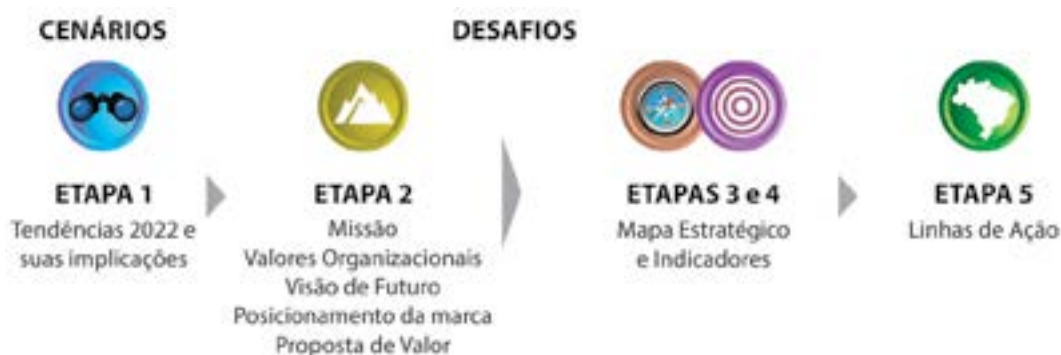 CENÁRIOS
DESAFIOS
ETAPA 1
Tendências 2022 e
suas implicações
ETAPA 2
Missão
Valores Organizacionais
Visão de Futuro
Posicionamento da marca
Proposta de Valor
ETAPAS 3 e 4
Mapa Estratégico
e Indicadores
ETAPA 5
Linhas de Ação